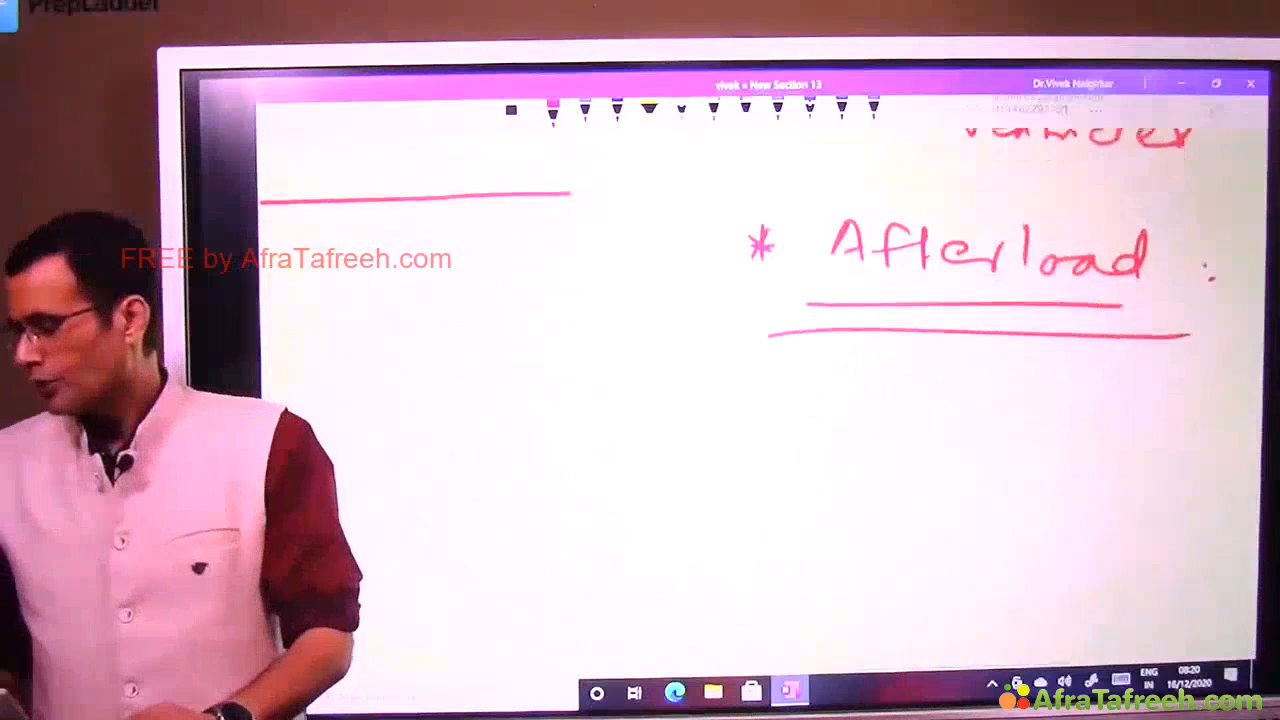 PrepLadder
vivek » New Section 13
Dr.Vivek Nalgirkar
FREE by AfraTafreeh.com
* Afterload :
ENG
IN
08:20
16/12/2020
AfraTafreeh.com